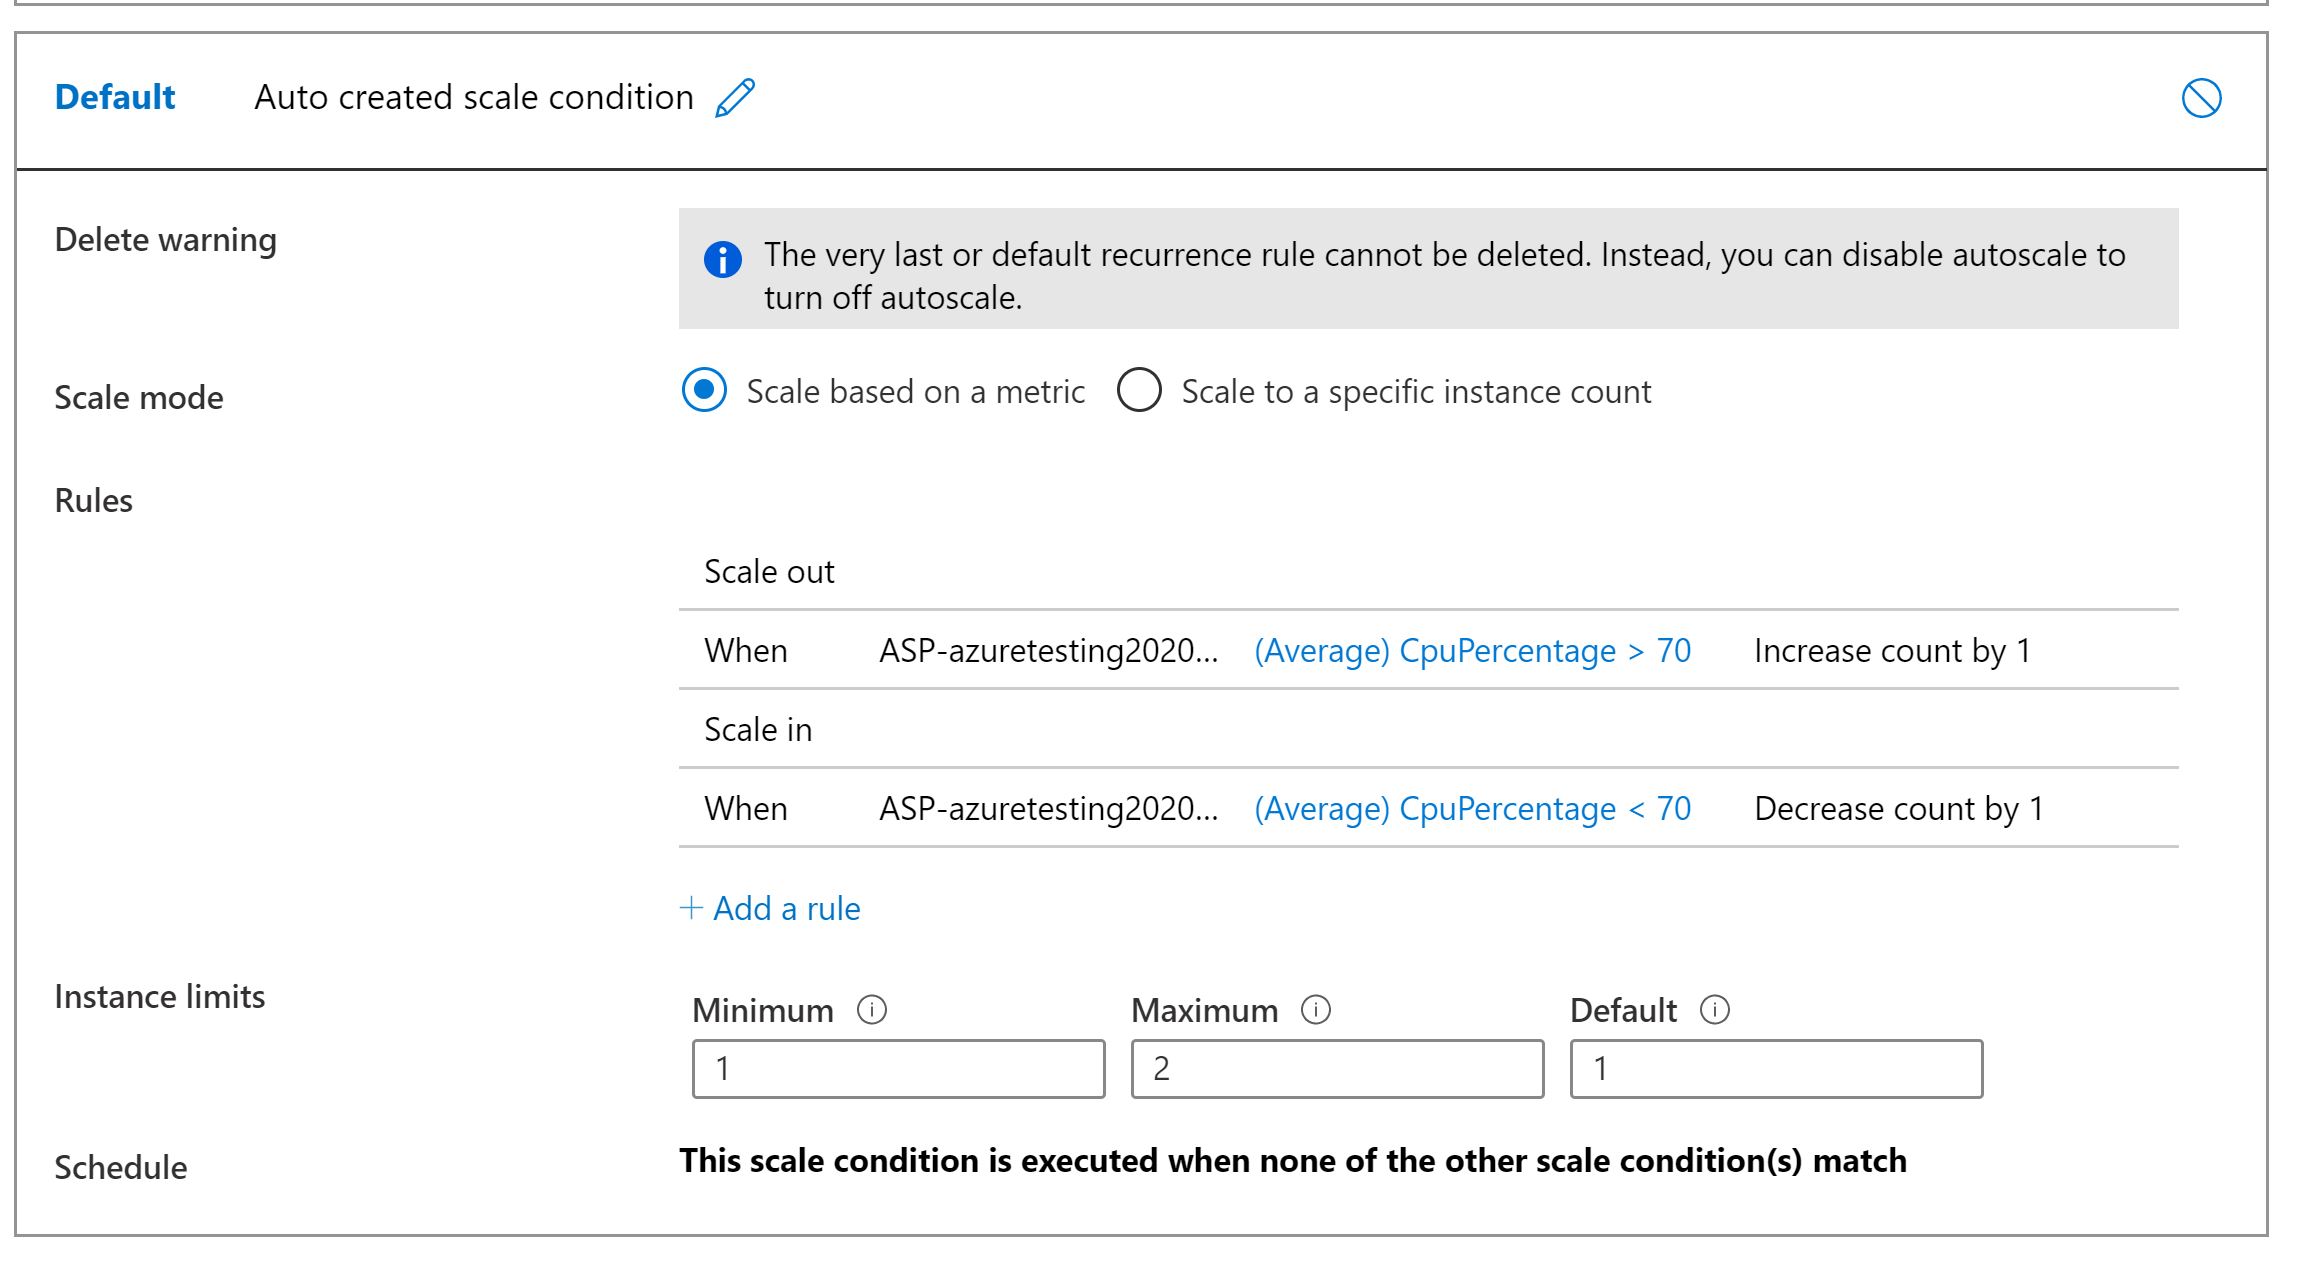 Default Auto created scale condition
Delete warning
The very last or default recurrence rule cannot be deleted. Instead, you can disable autoscale to
turn off autoscale.
Scale mode
Scale based on a metric Scale to a specific instance count
Rules
Scale out
When ASP-azuretesting2020... (Average) CpuPercentage > 70 Increase count by 1
Scale in
When ASP-azuretesting2020... (Average) CpuPercentage < 70 Decrease count by 1
+ Add a rule
Instance limits
Minimum Maximum Default
1 2 1
Schedule
This scale condition is executed when none of the other scale condition(s) match